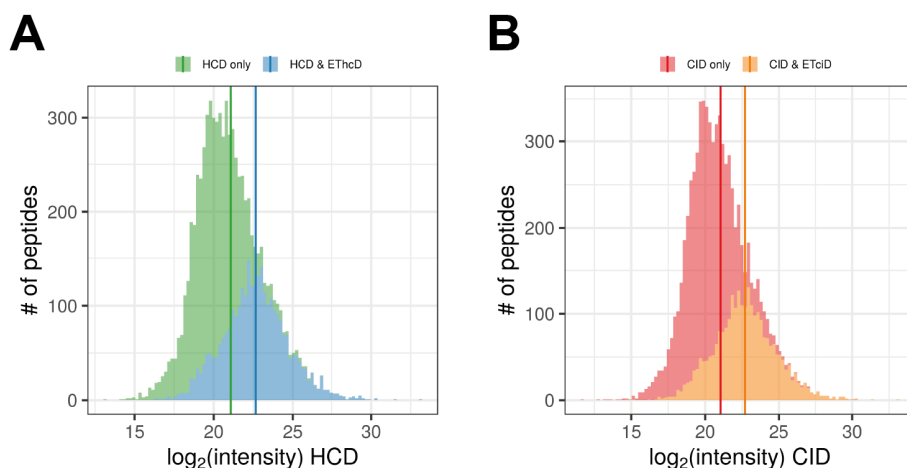 A
HCD only HCD & EThcD
# of peptides
300
200
100
0
15 20 25 30
log2(intensity) HCD
B
CID only CID & ETciD
# of peptides
300
200
100
0
15 20 25 30
log2(intensity) CID